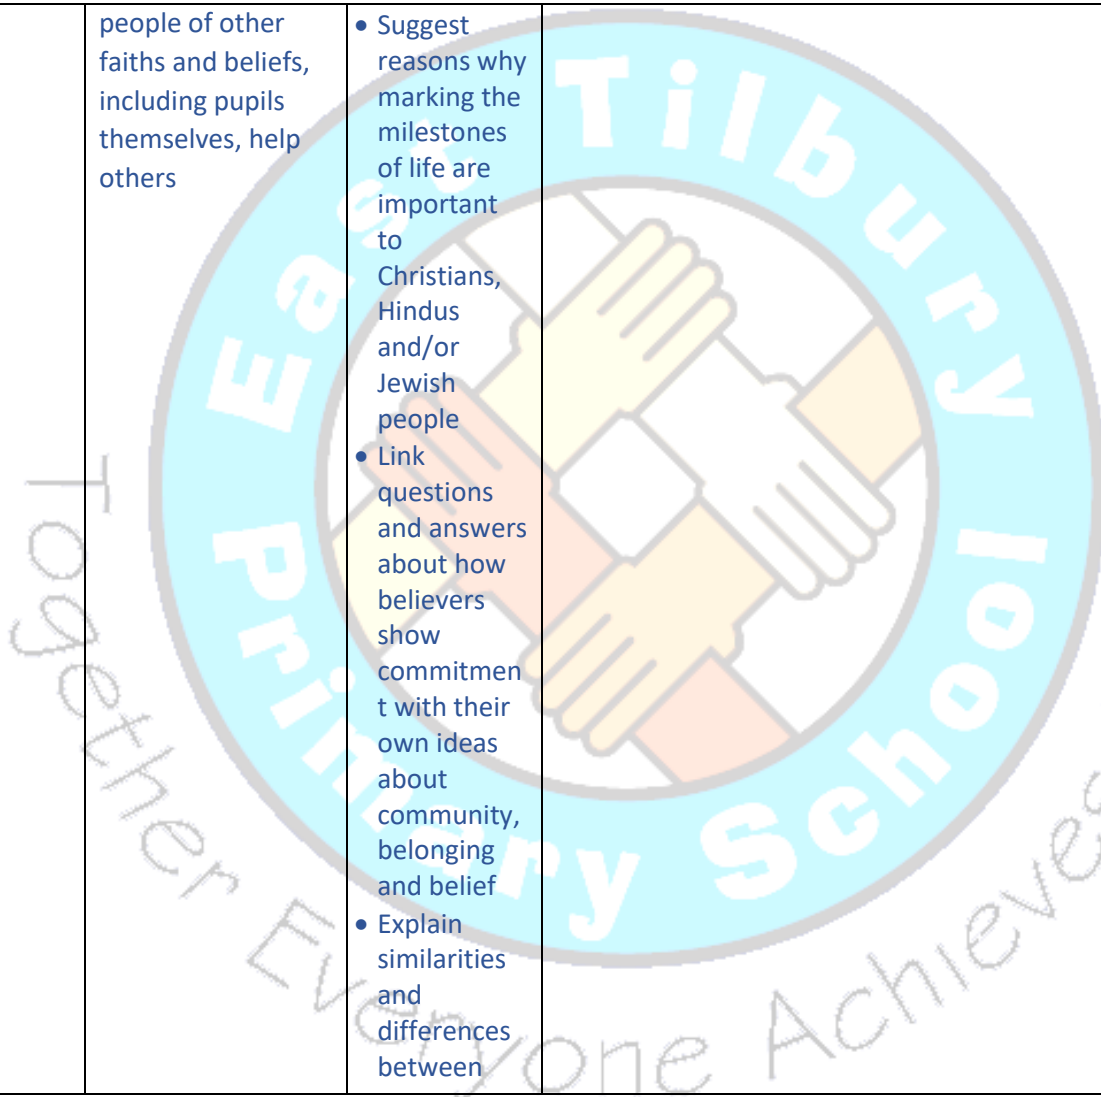 people of other
faiths and beliefs,
including pupils
themselves, help
others
• Suggest
reasons why
marking the
milestones
of life are
important
to
Christians,
Hindus
and/or
Jewish
people
• Link
questions
and answers
about how
believers
show
commitmen
t with their
own ideas
about
community,
belonging
and belief
• Explain
similarities
and
differences
between
East Tilbury
Primary School
Together Everyone Achieves